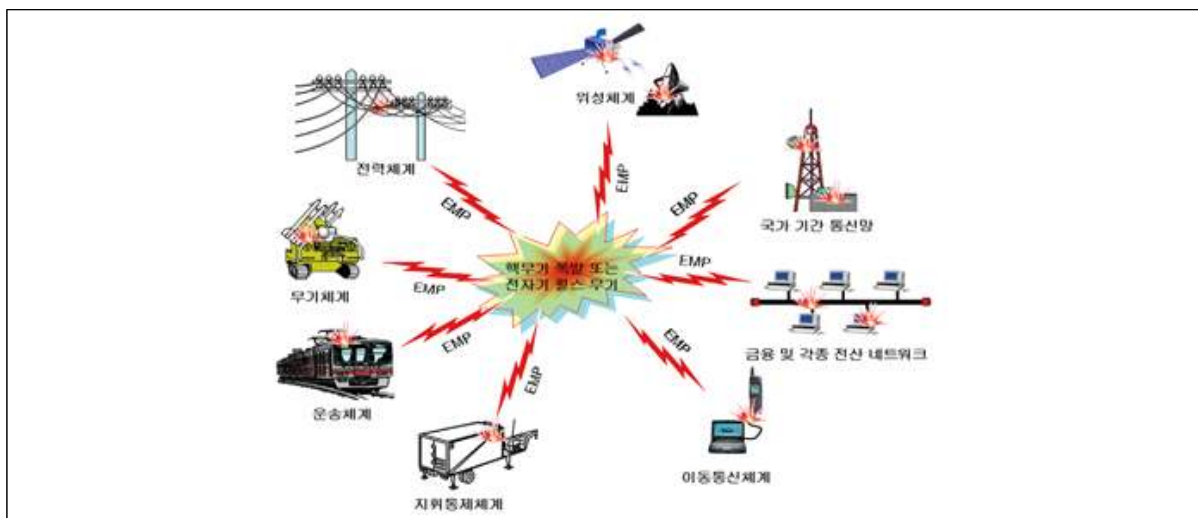 위성체계
전력체계
EMP
EMP
EMP
국가 기간 통신망
핵무기 폭발 또는
전자기 펄스 무기
EMP
무기체계
EMP
EMP
EMP
EMP
금융 및 각종 전산 네트워크
운송체계
지휘통제체계
이동통신체계